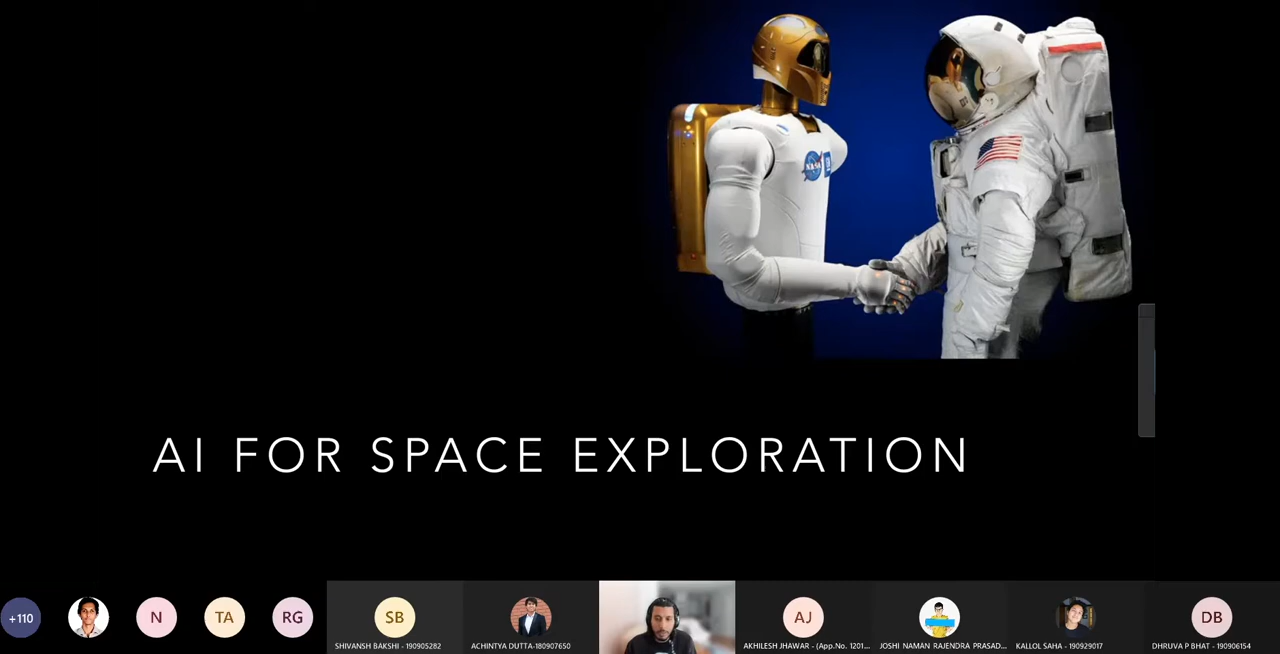 NASA
AI FOR SPACE EXPLORATION
+110
N
TA
RG
SB
SHIVANSH BAKSHI - 190905282
ACHINTYA DUTTA-180907650
AJ
AKHILESH JHAWAR - (App.No. 1201...
JOSHI NAMAN RAJENDRA PRASAD...
KALLOL SAHA - 190929017
DB
DHRUVA P BHAT - 190906154